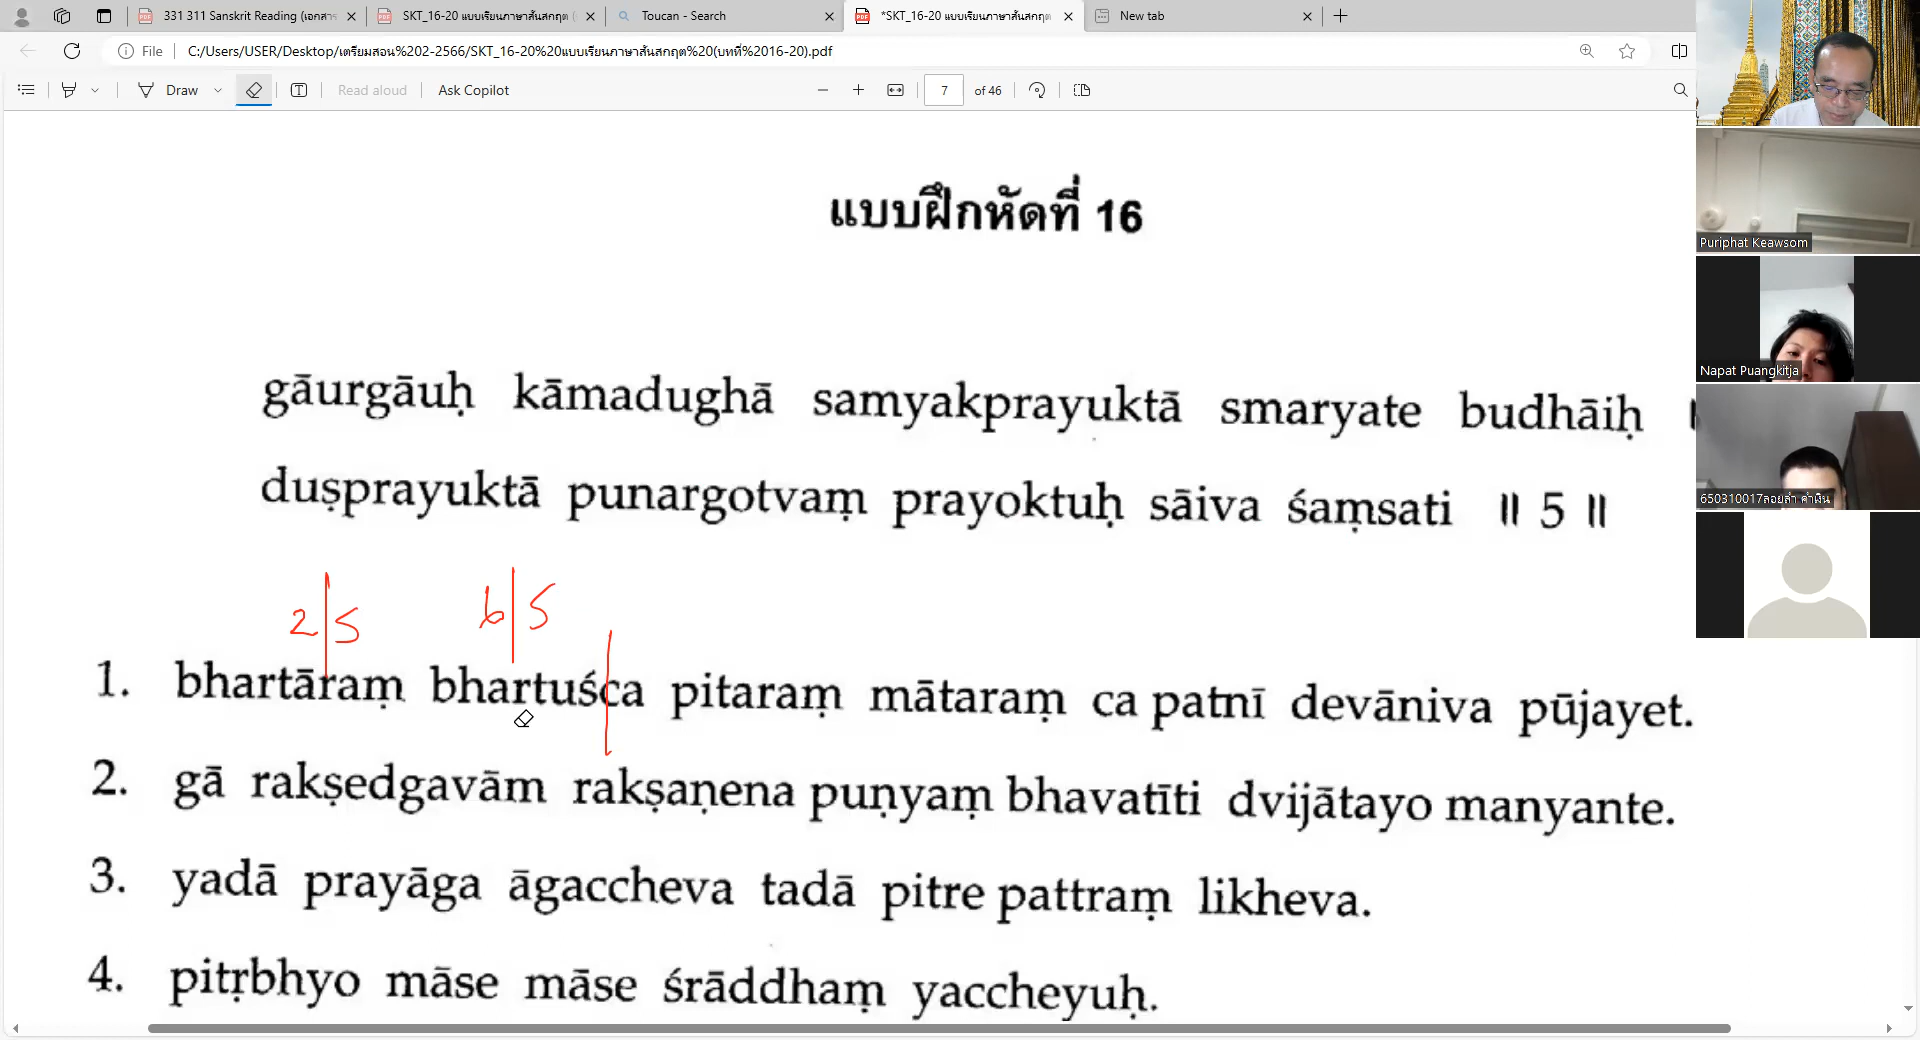 331 311 Sanskrit Reading (เอกสาร
SKT_16-20 แบบเรียนภาษาสันสกฤต (
Toucan - Search
*SKT_16-20 แบบเรียนภาษาสันสกฤต
New tab
File
C:/Users/USER/Desktop/เตรียมสอน%202-2566/SKT_16-20%20แบบเรียนภาษาสันสกฤต%20(บทที่%2016-20).pdf
Draw
Read aloud
Ask Copilot
7
of 46
แบบฝึกหัดที่ 16
gāurgāuḥ kāmadughā samyakprayuktā smaryate budhāiḥ ।
duṣprayuktā punargotvaṃ prayoktuḥ sāiva śaṃsati ॥ 5 ॥
2|5 6|5
1. bhartāraṃ bhartuśca pitaraṃ mātaraṃ ca patnī devāniva pūjayet.
2. gā rakṣedgavām rakṣaṇena puṇyaṃ bhavatīti dvijātayo manyante.
3. yadā prayāga āgaccheva tadā pitre pattraṃ likheva.
4. pitṛbhyo māse māse śrāddhaṃ yaccheyuḥ.
Puriphat Keawsom
Napat Puangkitja
650310017ลอยลำ คำผิน